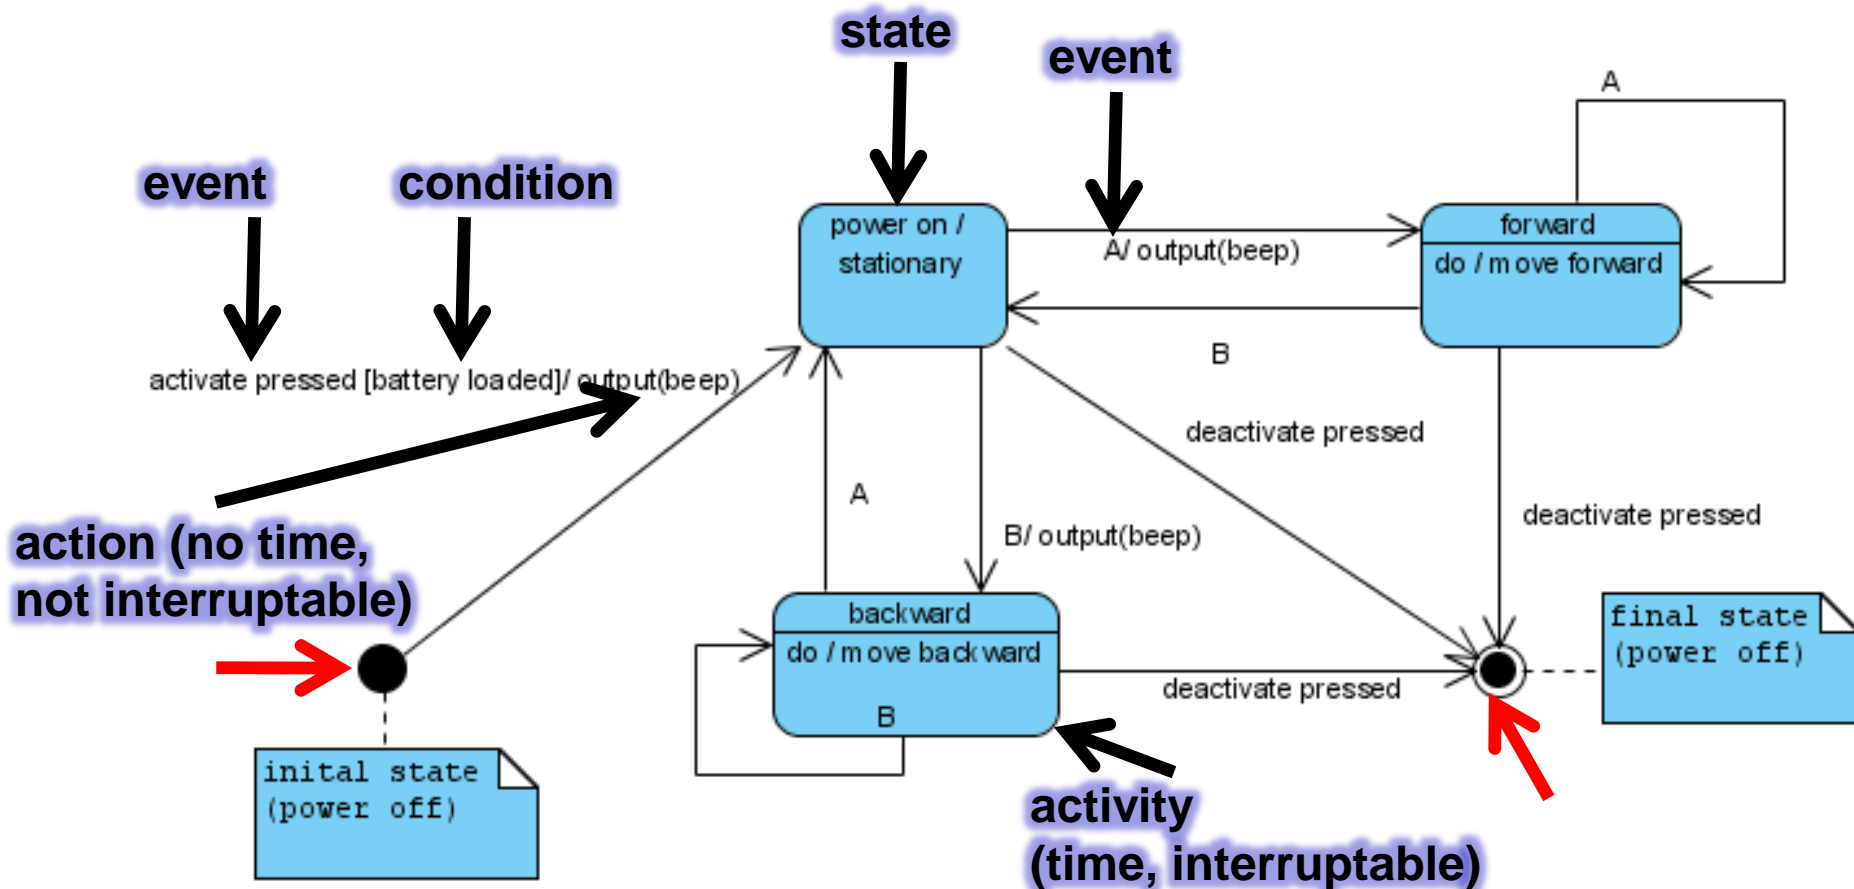 state
event
A
event
condition
power on /
stationary
A/ output(beep)
forward
do / move forward
B
activate pressed [battery loaded]/ output(beep)
deactivate pressed
A
deactivate pressed
B/ output(beep)
action (no time,
not interruptable)
backward
do / move backward
B
deactivate pressed
final state
(power off)
inital state
(power off)
activity
(time, interruptable)